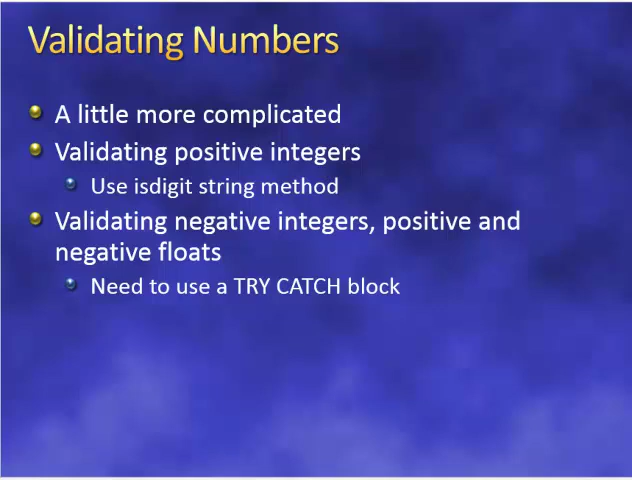 Validating Numbers
A little more complicated
Validating positive integers
Use isdigit string method
Validating negative integers, positive and
negative floats
Need to use a TRY CATCH block